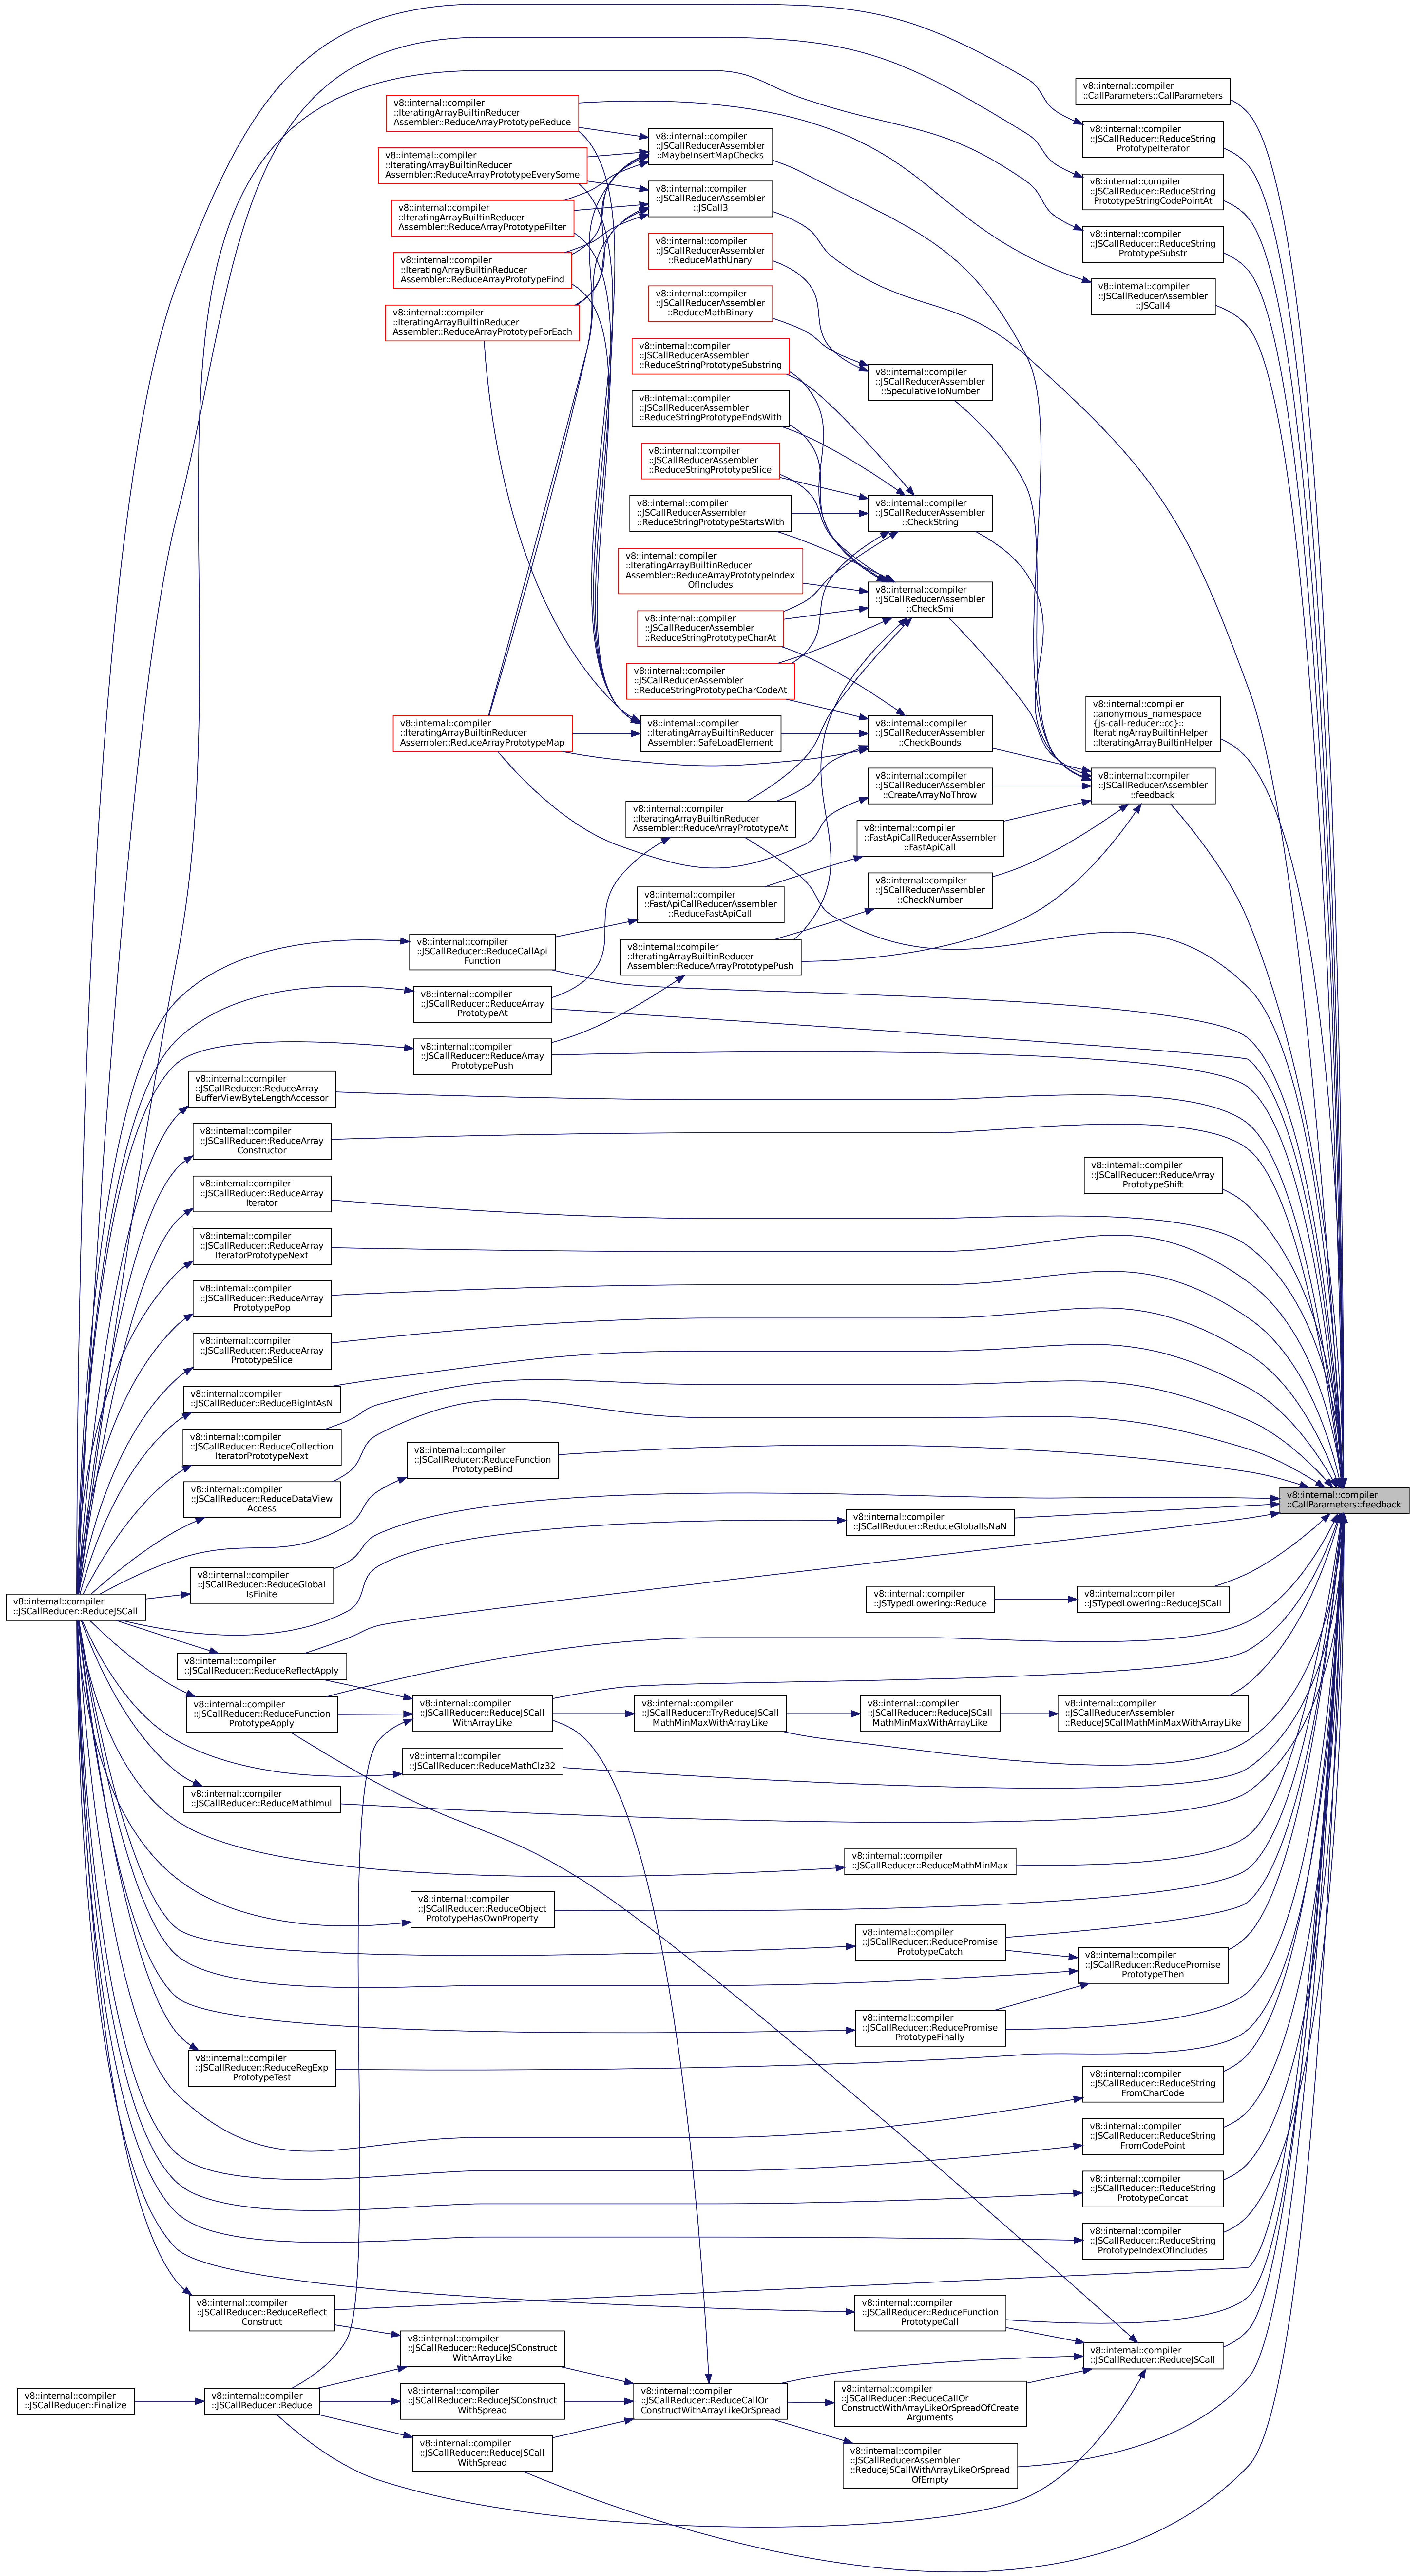 v8::internal::compiler
::CallParameters::CallParameters
v8::internal::compiler
::IteratingArrayBuiltinReducer
Assembler::ReduceArrayPrototypeReduce
v8::internal::compiler
::JSCallReducer::ReduceString
PrototypeIterator
v8::internal::compiler
::JSCallReducerAssembler
::MaybeInsertMapChecks
v8::internal::compiler
::IteratingArrayBuiltinReducer
Assembler::ReduceArrayPrototypeEverySome
v8::internal::compiler
::JSCallReducer::ReduceString
PrototypeStringCodePointAt
v8::internal::compiler
::JSCallReducerAssembler
::JSCall3
v8::internal::compiler
::IteratingArrayBuiltinReducer
Assembler::ReduceArrayPrototypeFilter
v8::internal::compiler
::JSCallReducer::ReduceString
PrototypeSubstr
v8::internal::compiler
::JSCallReducerAssembler
::ReduceMathUnary
v8::internal::compiler
::IteratingArrayBuiltinReducer
Assembler::ReduceArrayPrototypeFind
v8::internal::compiler
::JSCallReducerAssembler
::JSCall4
v8::internal::compiler
::JSCallReducerAssembler
::ReduceMathBinary
v8::internal::compiler
::IteratingArrayBuiltinReducer
Assembler::ReduceArrayPrototypeForEach
v8::internal::compiler
::JSCallReducerAssembler
::ReduceStringPrototypeSubstring
v8::internal::compiler
::JSCallReducerAssembler
::SpeculativeToNumber
v8::internal::compiler
::JSCallReducerAssembler
::ReduceStringPrototypeEndsWith
v8::internal::compiler
::JSCallReducerAssembler
::ReduceStringPrototypeSlice
v8::internal::compiler
::JSCallReducerAssembler
::ReduceStringPrototypeStartsWith
v8::internal::compiler
::JSCallReducerAssembler
::CheckString
v8::internal::compiler
::IteratingArrayBuiltinReducer
Assembler::ReduceArrayPrototypeIndex
OfIncludes
v8::internal::compiler
::JSCallReducerAssembler
::CheckSmi
v8::internal::compiler
::JSCallReducerAssembler
::ReduceStringPrototypeCharAt
v8::internal::compiler
::JSCallReducerAssembler
::ReduceStringPrototypeCharCodeAt
v8::internal::compiler
::anonymous_namespace
{js-call-reducer::cc}::
IteratingArrayBuiltinHelper
::IteratingArrayBuiltinHelper
v8::internal::compiler
::IteratingArrayBuiltinReducer
Assembler::ReduceArrayPrototypeMap
v8::internal::compiler
::IteratingArrayBuiltinReducer
Assembler::SafeLoadElement
v8::internal::compiler
::JSCallReducerAssembler
::CheckBounds
v8::internal::compiler
::JSCallReducerAssembler
::CreateArrayNoThrow
v8::internal::compiler
::JSCallReducerAssembler
::feedback
v8::internal::compiler
::IteratingArrayBuiltinReducer
Assembler::ReduceArrayPrototypeAt
v8::internal::compiler
::FastApiCallReducerAssembler
::FastApiCall
v8::internal::compiler
::JSCallReducerAssembler
::CheckNumber
v8::internal::compiler
::FastApiCallReducerAssembler
::ReduceFastApiCall
v8::internal::compiler
::JSCallReducer::ReduceCallApi
Function
v8::internal::compiler
::IteratingArrayBuiltinReducer
Assembler::ReduceArrayPrototypePush
v8::internal::compiler
::JSCallReducer::ReduceArray
PrototypeAt
v8::internal::compiler
::JSCallReducer::ReduceArray
PrototypePush
v8::internal::compiler
::JSCallReducer::ReduceArray
BufferViewByteLengthAccessor
v8::internal::compiler
::JSCallReducer::ReduceArray
Constructor
v8::internal::compiler
::JSCallReducer::ReduceArray
PrototypeShift
v8::internal::compiler
::JSCallReducer::ReduceArray
Iterator
v8::internal::compiler
::JSCallReducer::ReduceArray
IteratorPrototypeNext
v8::internal::compiler
::JSCallReducer::ReduceArray
PrototypePop
v8::internal::compiler
::JSCallReducer::ReduceArray
PrototypeSlice
v8::internal::compiler
::JSCallReducer::ReduceBigIntAsN
v8::internal::compiler
::JSCallReducer::ReduceCollection
IteratorPrototypeNext
v8::internal::compiler
::JSCallReducer::ReduceFunction
PrototypeBind
v8::internal::compiler
::JSCallReducer::ReduceDataView
Access
v8::internal::compiler
::CallParameters::feedback
v8::internal::compiler
::JSCallReducer::ReduceGlobalIsNaN
v8::internal::compiler
::JSCallReducer::ReduceGlobal
IsFinite
v8::internal::compiler
::JSCallReducer::ReduceJSCall
v8::internal::compiler
::JSTypedLowering::Reduce
v8::internal::compiler
::JSTypedLowering::ReduceJSCall
v8::internal::compiler
::JSCallReducer::ReduceReflectApply
v8::internal::compiler
::JSCallReducer::ReduceFunction
PrototypeApply
v8::internal::compiler
::JSCallReducer::ReduceJSCall
WithArrayLike
v8::internal::compiler
::JSCallReducer::TryReduceJSCall
MathMinMaxWithArrayLike
v8::internal::compiler
::JSCallReducer::ReduceJSCall
MathMinMaxWithArrayLike
v8::internal::compiler
::JSCallReducerAssembler
::ReduceJSCallMathMinMaxWithArrayLike
v8::internal::compiler
::JSCallReducer::ReduceMathClz32
v8::internal::compiler
::JSCallReducer::ReduceMathImul
v8::internal::compiler
::JSCallReducer::ReduceMathMinMax
v8::internal::compiler
::JSCallReducer::ReduceObject
PrototypeHasOwnProperty
v8::internal::compiler
::JSCallReducer::ReducePromise
PrototypeCatch
v8::internal::compiler
::JSCallReducer::ReducePromise
PrototypeThen
v8::internal::compiler
::JSCallReducer::ReducePromise
PrototypeFinally
v8::internal::compiler
::JSCallReducer::ReduceRegExp
PrototypeTest
v8::internal::compiler
::JSCallReducer::ReduceString
FromCharCode
v8::internal::compiler
::JSCallReducer::ReduceString
FromCodePoint
v8::internal::compiler
::JSCallReducer::ReduceString
PrototypeConcat
v8::internal::compiler
::JSCallReducer::ReduceString
PrototypeIndexOfIncludes
v8::internal::compiler
::JSCallReducer::ReduceReflect
Construct
v8::internal::compiler
::JSCallReducer::ReduceFunction
PrototypeCall
v8::internal::compiler
::JSCallReducer::ReduceJSConstruct
WithArrayLike
v8::internal::compiler
::JSCallReducer::ReduceJSCall
v8::internal::compiler
::JSCallReducer::Finalize
v8::internal::compiler
::JSCallReducer::Reduce
v8::internal::compiler
::JSCallReducer::ReduceJSConstruct
WithSpread
v8::internal::compiler
::JSCallReducer::ReduceCallOr
ConstructWithArrayLikeOrSpread
v8::internal::compiler
::JSCallReducer::ReduceCallOr
ConstructWithArrayLikeOrSpreadOfCreate
Arguments
v8::internal::compiler
::JSCallReducer::ReduceJSCall
WithSpread
v8::internal::compiler
::JSCallReducerAssembler
::ReduceJSCallWithArrayLikeOrSpread
OfEmpty